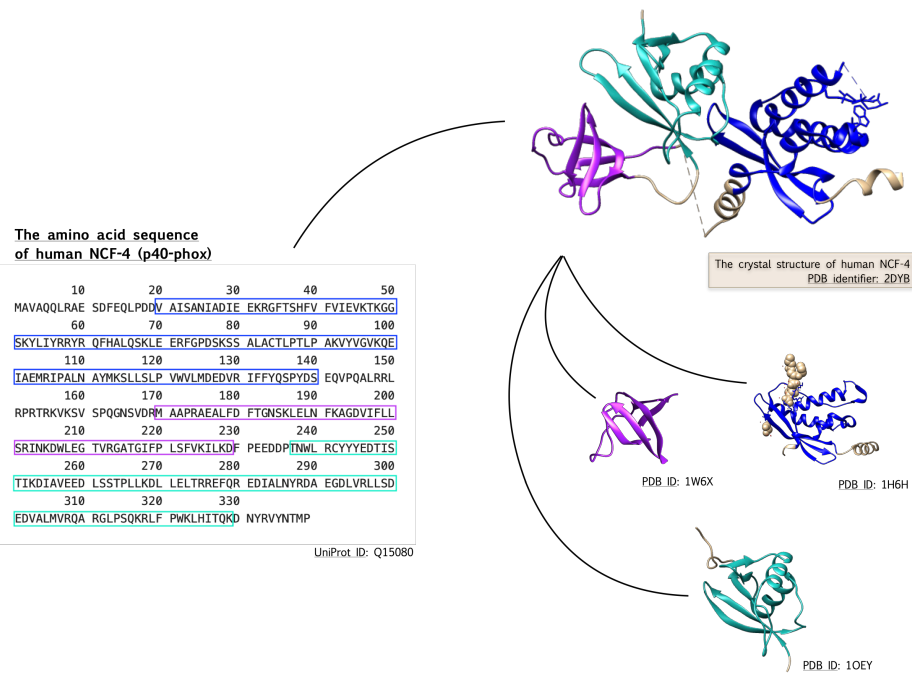 The amino acid sequence
of human NCF-4 (p40-phox)
10 20 30 40 50
MAVAQQLRAE SDFEQLPDDV AISANIADIE EKRGFTSHFV FVIEVKTKGG
60 70 80 90 100
SKYLIYRRYR QFHALQSKLE ERFGPDSKSS ALACTLPTLP AKVYVGVKQE
110 120 130 140 150
IAEMRIPALN AYMKSLLSLP VWVLMDEDVR IFFYQSPYDS EQVPQALRRL
160 170 180 190 200
RPRTRKVKSV SPQGNSVDRM AAPRAEALFD FTGNSKLELN FKAGDVIFLL
210 220 230 240 250
SRINKDWLEG TVRGATGIFP LSFVKILKDF PEEDDPTNWL RCYYYEDTIS
260 270 280 290 300
TIKDIAVEED LSSTPLLKDL LELTRREFQR EDIALNYRDA EGDLVRLLSD
310 320 330
EDVALMVRQA RGLPSQKRLF PWKLHITQKD NYRVYNTMP
UniProt ID: Q15080
The crystal structure of human NCF-4
PDB identifier: 2DYB
PDB ID: 1W6X
PDB ID: 1H6H
PDB ID: 1OEY